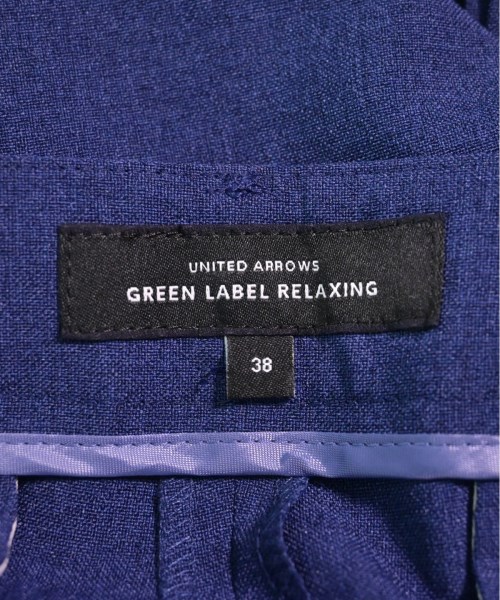 UNITED ARROWS
GREEN LABEL RELAXING
38